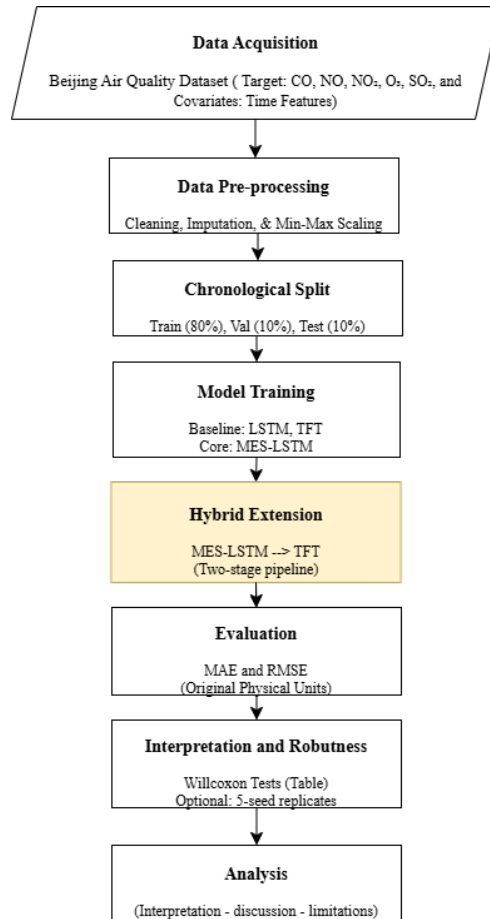 Data Acquisition
Beijing Air Quality Dataset ( Target: CO, NO, NO₂, O₃, SO₂, and
Covariates: Time Features)
Data Pre-processing
Cleaning, Imputation, & Min-Max Scaling
Chronological Split
Train (80%), Val (10%), Test (10%)
Model Training
Baseline: LSTM, TFT
Core: MES-LSTM
Hybrid Extension
MES-LSTM --> TFT
(Two-stage pipeline)
Evaluation
MAE and RMSE
(Original Physical Units)
Interpretation and Robutness
Willcoxon Tests (Table)
Optional: 5-seed replicates
Analysis
(Interpretation - discussion - limitations)